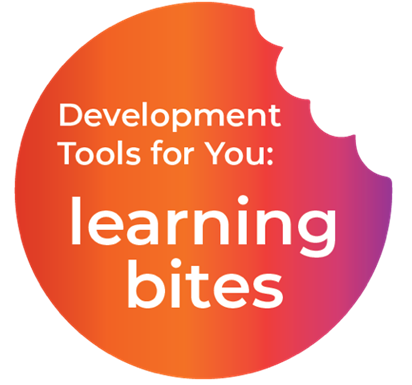 Development
Tools for You:
learning
bites